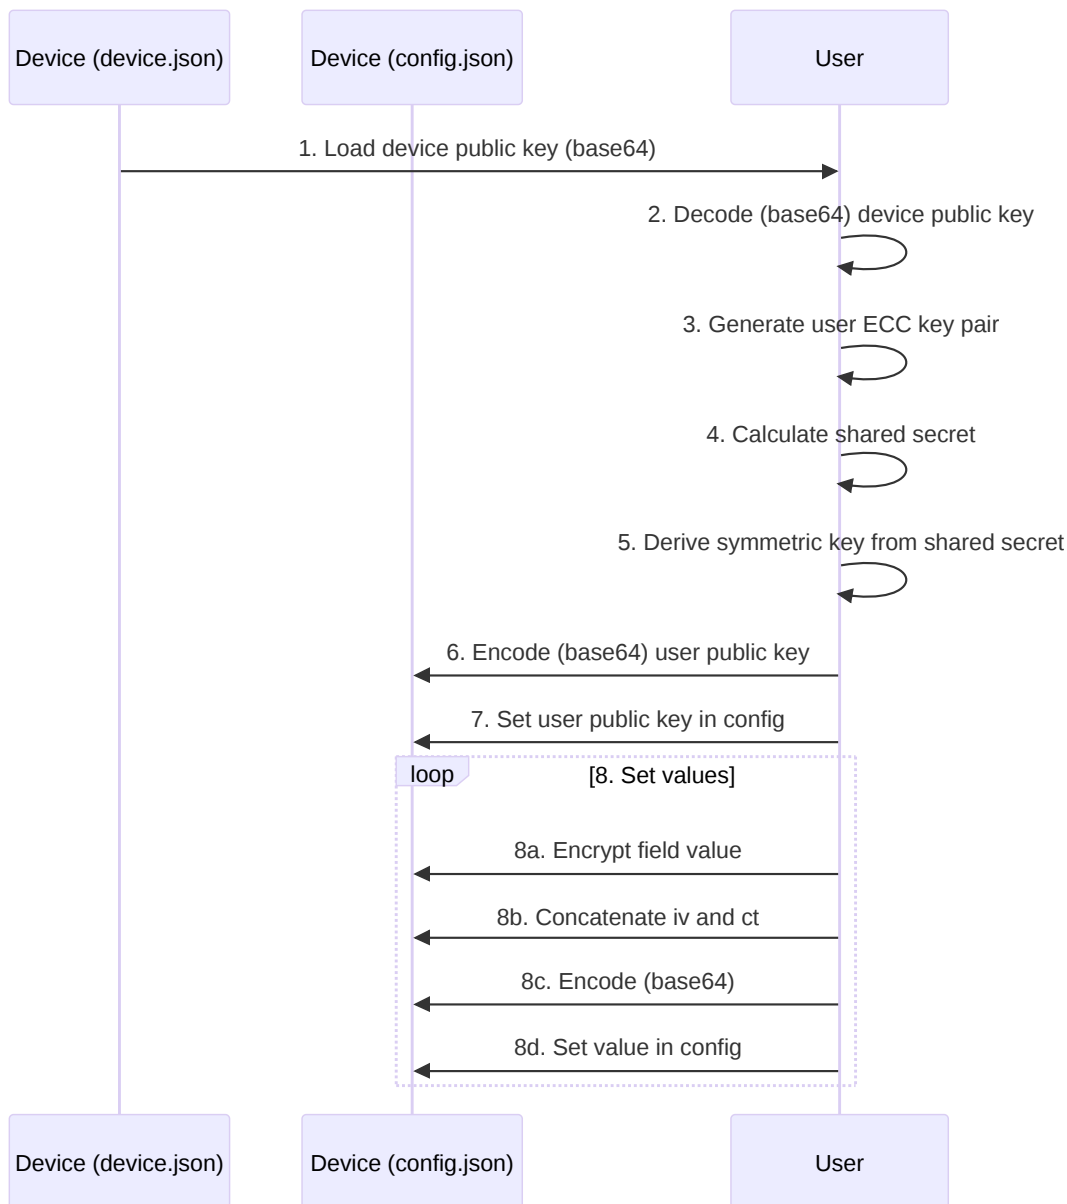 Device (device.json)
Device (config.json)
User
1. Load device public key (base64)
2. Decode (base64) device public key
3. Generate user ECC key pair
4. Calculate shared secret
5. Derive symmetric key from shared secret
6. Encode (base64) user public key
7. Set user public key in config
loop
[8. Set values]
8a. Encrypt field value
8b. Concatenate iv and ct
8c. Encode (base64)
8d. Set value in config
Device (device.json)
Device (config.json)
User